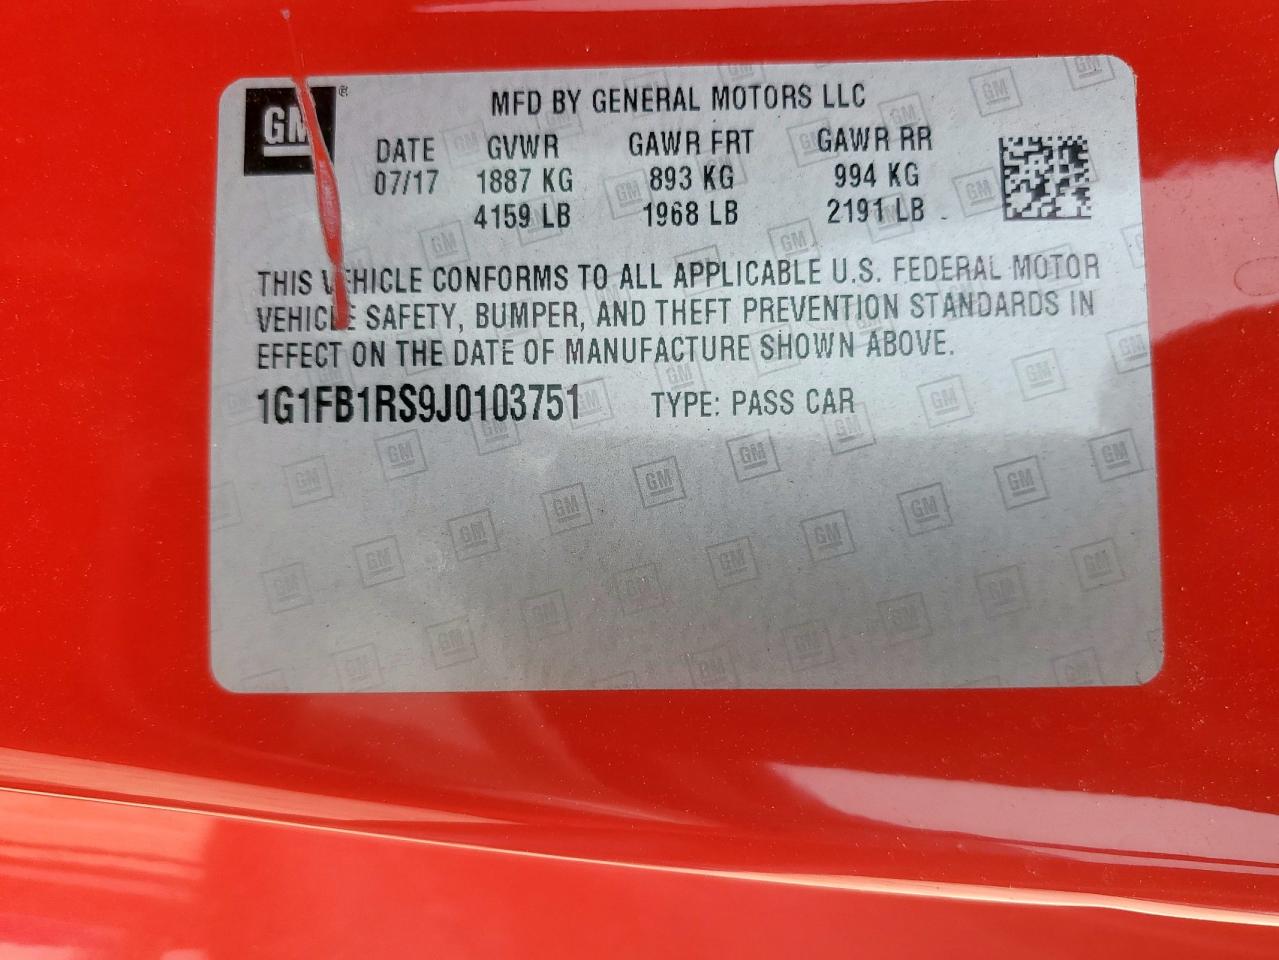 GM
MFD BY GENERAL MOTORS LLC
DATE GVWR GAWR FRT GAWR RR
07/17 1887 KG 893 KG 994 KG
4159 LB 1968 LB 2191 LB
THIS VEHICLE CONFORMS TO ALL APPLICABLE U.S. FEDERAL MOTOR
VEHICLE SAFETY, BUMPER, AND THEFT PREVENTION STANDARDS IN
EFFECT ON THE DATE OF MANUFACTURE SHOWN ABOVE.
1G1FB1RS9J0103751 TYPE: PASS CAR